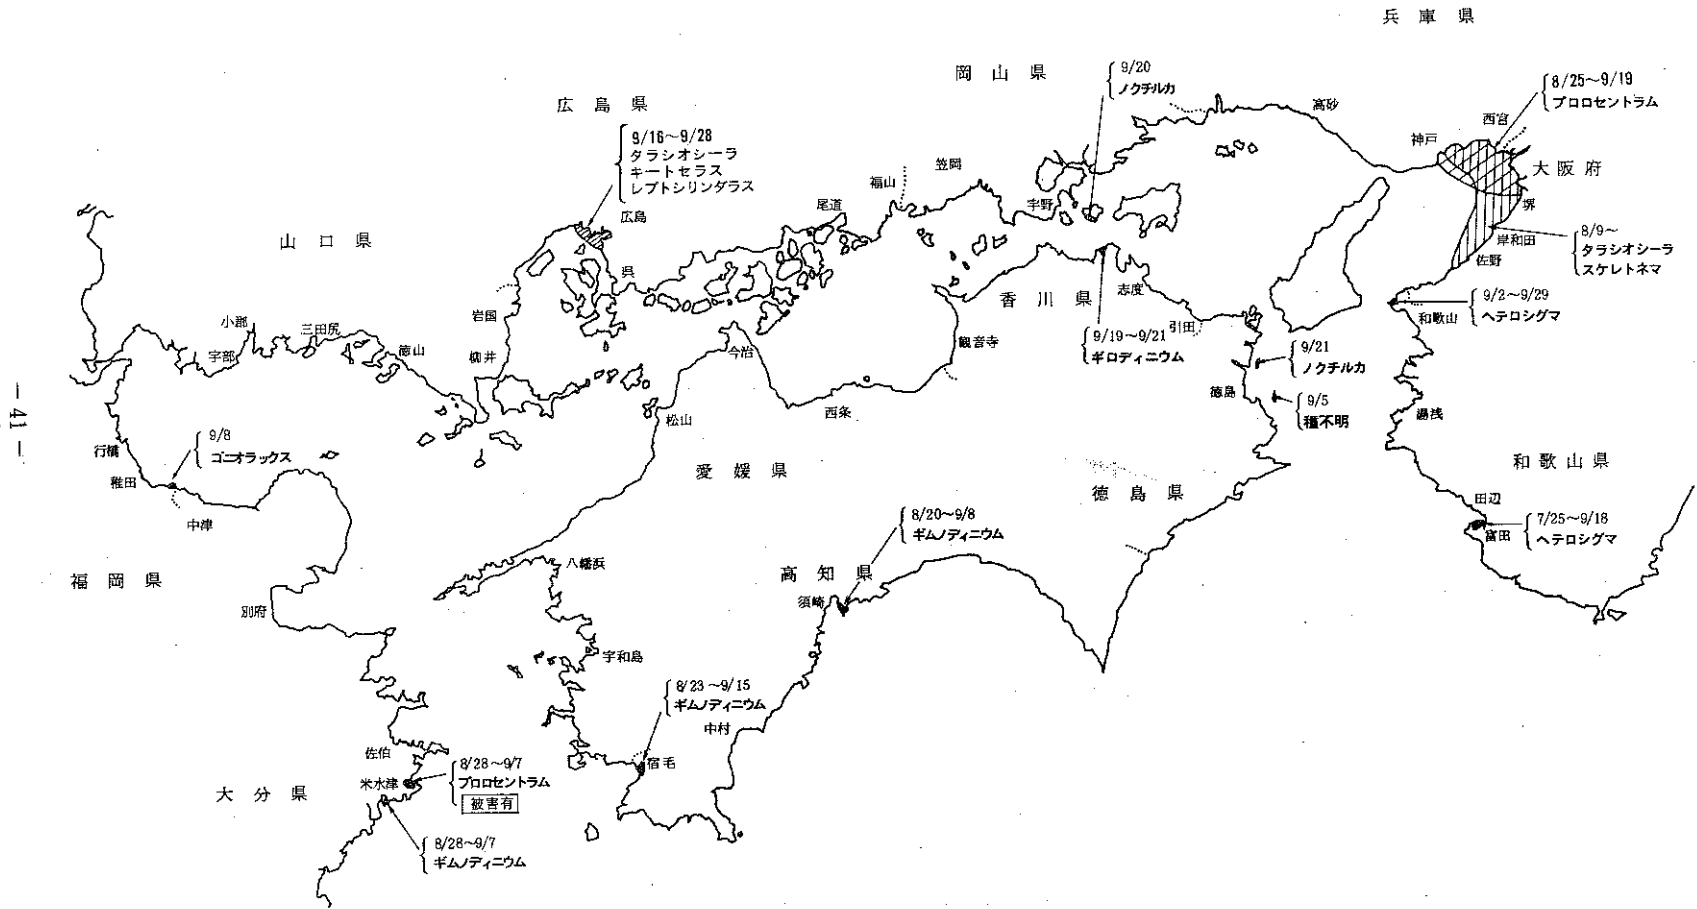 兵庫県
岡山県
9/20
ノクチルカ
広島県
8/25～9/19
プロロセントラム
高砂
西宮
神戸
大阪府
9/16～9/28
タラシオシーラ
キートセラス
レプトシリンダラス
笠岡
福山
宇野
尾道
広島
堺
山口県
岸和田
佐野
8/9～
タラシオシーラ
スケレトネマ
呉
香川県
志度
岩国
9/2～9/29
ヘテロシグマ
和歌山
小郡
三田尻
宇部
徳山
柳井
今治
観音寺
引田
9/19～9/21
ギロディニウム
9/21
ノクチルカ
徳島
9/5
種不明
西条
松山
湯浅
9/8
ゴニオラックス
行橋
椎田
中津
愛媛県
徳島県
和歌山県
田辺
富田
7/25～9/18
ヘテロシグマ
8/20～9/8
ギムノディニウム
福岡県
八幡浜
高知県
須崎
別府
宇和島
8/23～9/15
ギムノディニウム
中村
宿毛
佐伯
米水津
8/28～9/7
プロロセントラム
被害有
大分県
8/28～9/7
ギムノディニウム
－41－